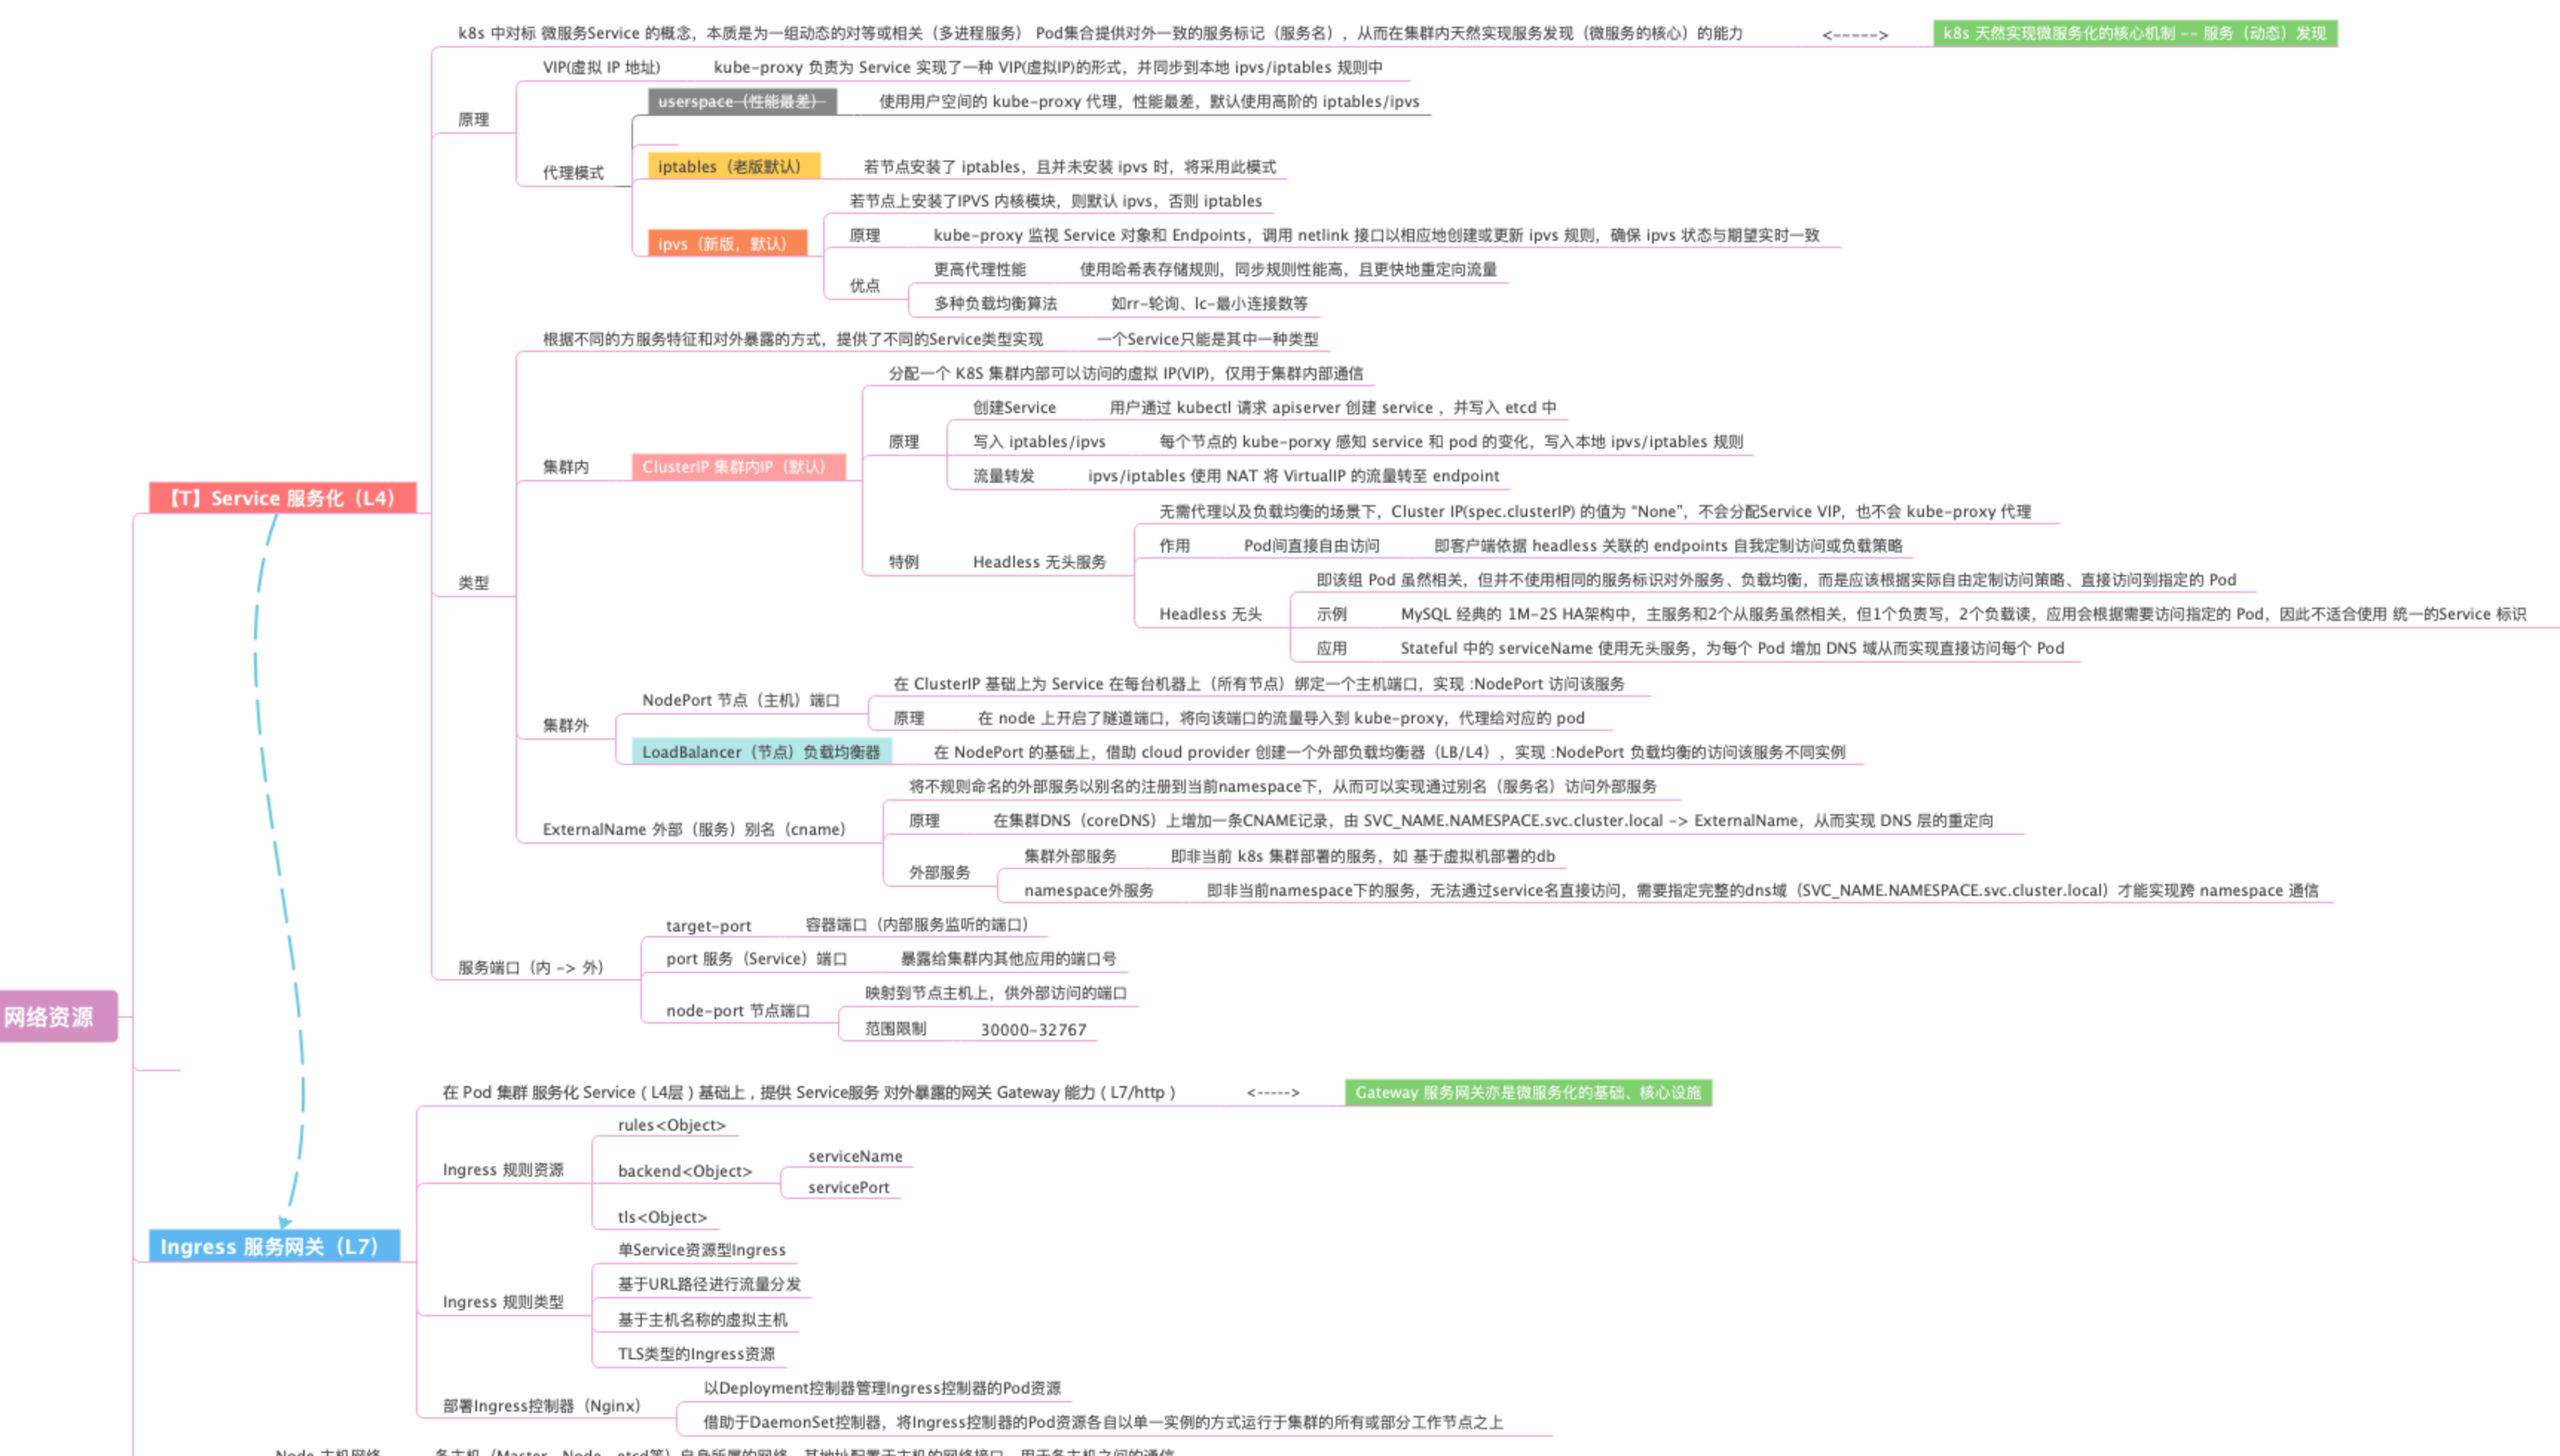 k8s 中对标 微服务Service 的概念，本质是为一组动态的对等或相关（多进程服务） Pod集合提供对外一致的服务标记（服务名），从而在集群内天然实现服务发现（微服务的核心）的能力
<----->
k8s 天然实现微服务化的核心机制 -- 服务（动态）发现
原理
VIP(虚拟 IP 地址)
kube-proxy 负责为 Service 实现了一种 VIP(虚拟IP)的形式，并同步到本地 ipvs/iptables 规则中
代理模式
userspace（性能最差）
使用用户空间的 kube-proxy 代理，性能最差，默认使用高阶的 iptables/ipvs
iptables（老版默认）
若节点安装了 iptables，且并未安装 ipvs 时，将采用此模式
ipvs（新版，默认）
若节点上安装了IPVS 内核模块，则默认 ipvs，否则 iptables
原理
kube-proxy 监视 Service 对象和 Endpoints，调用 netlink 接口以相应地创建或更新 ipvs 规则，确保 ipvs 状态与期望实时一致
优点
更高代理性能
使用哈希表存储规则，同步规则性能高，且更快地重定向流量
多种负载均衡算法
如rr-轮询、lc-最小连接数等
【T】Service 服务化（L4）
类型
根据不同的方服务特征和对外暴露的方式，提供了不同的Service类型实现
一个Service只能是其中一种类型
集群内
ClusterIP 集群内IP（默认）
分配一个 K8S 集群内部可以访问的虚拟 IP(VIP)，仅用于集群内部通信
原理
创建Service
用户通过 kubectl 请求 apiserver 创建 service ，并写入 etcd 中
写入 iptables/ipvs
每个节点的 kube-porxy 感知 service 和 pod 的变化，写入本地 ipvs/iptables 规则
流量转发
ipvs/iptables 使用 NAT 将 VirtualIP 的流量转至 endpoint
特例
Headless 无头服务
无需代理以及负载均衡的场景下，Cluster IP(spec.clusterIP) 的值为 “None”，不会分配Service VIP，也不会 kube-proxy 代理
作用
Pod间直接自由访问
即客户端依据 headless 关联的 endpoints 自我定制访问或负载策略
Headless 无头
即该组 Pod 虽然相关，但并不使用相同的服务标识对外服务、负载均衡，而是应该根据实际自由定制访问策略、直接访问到指定的 Pod
示例
MySQL 经典的 1M-2S HA架构中，主服务和2个从服务虽然相关，但1个负责写，2个负载读，应用会根据需要访问指定的 Pod，因此不适合使用 统一的Service 标识
应用
Stateful 中的 serviceName 使用无头服务，为每个 Pod 增加 DNS 域从而实现直接访问每个 Pod
集群外
NodePort 节点（主机）端口
在 ClusterIP 基础上为 Service 在每台机器上（所有节点）绑定一个主机端口，实现 :NodePort 访问该服务
原理
在 node 上开启了隧道端口，将向该端口的流量导入到 kube-proxy，代理给对应的 pod
LoadBalancer（节点）负载均衡器
在 NodePort 的基础上，借助 cloud provider 创建一个外部负载均衡器（LB/L4），实现 :NodePort 负载均衡的访问该服务不同实例
ExternalName 外部（服务）别名（cname）
将不规则命名的外部服务以别名的注册到当前namespace下，从而可以实现通过别名（服务名）访问外部服务
原理
在集群DNS（coreDNS）上增加一条CNAME记录，由 SVC_NAME.NAMESPACE.svc.cluster.local -> ExternalName，从而实现 DNS 层的重定向
外部服务
集群外部服务
即非当前 k8s 集群部署的服务，如 基于虚拟机部署的db
namespace外服务
即非当前namespace下的服务，无法通过service名直接访问，需要指定完整的dns域（SVC_NAME.NAMESPACE.svc.cluster.local）才能实现跨 namespace 通信
服务端口（内 -> 外）
target-port
容器端口（内部服务监听的端口）
port 服务（Service）端口
暴露给集群内其他应用的端口号
node-port 节点端口
映射到节点主机上，供外部访问的端口
范围限制
30000-32767
网络资源
在 Pod 集群 服务化 Service ( L4层 ) 基础上，提供 Service服务 对外暴露的网关 Gateway 能力 ( L7/http )
<----->
Gateway 服务网关亦是微服务化的基础、核心设施
Ingress 规则资源
rules<Object>
backend<Object>
serviceName
servicePort
tls<Object>
Ingress 服务网关（L7）
Ingress 规则类型
单Service资源型Ingress
基于URL路径进行流量分发
基于主机名称的虚拟主机
TLS类型的Ingress资源
部署Ingress控制器（Nginx）
以Deployment控制器管理Ingress控制器的Pod资源
借助于DaemonSet控制器，将Ingress控制器的Pod资源各自以单一实例的方式运行于集群的所有或部分工作节点之上
Node 主机网络
各主机（Master、Node、etcd等）自身所属的网络，其地址配置于主机的网络接口，用于各主机之间的通信